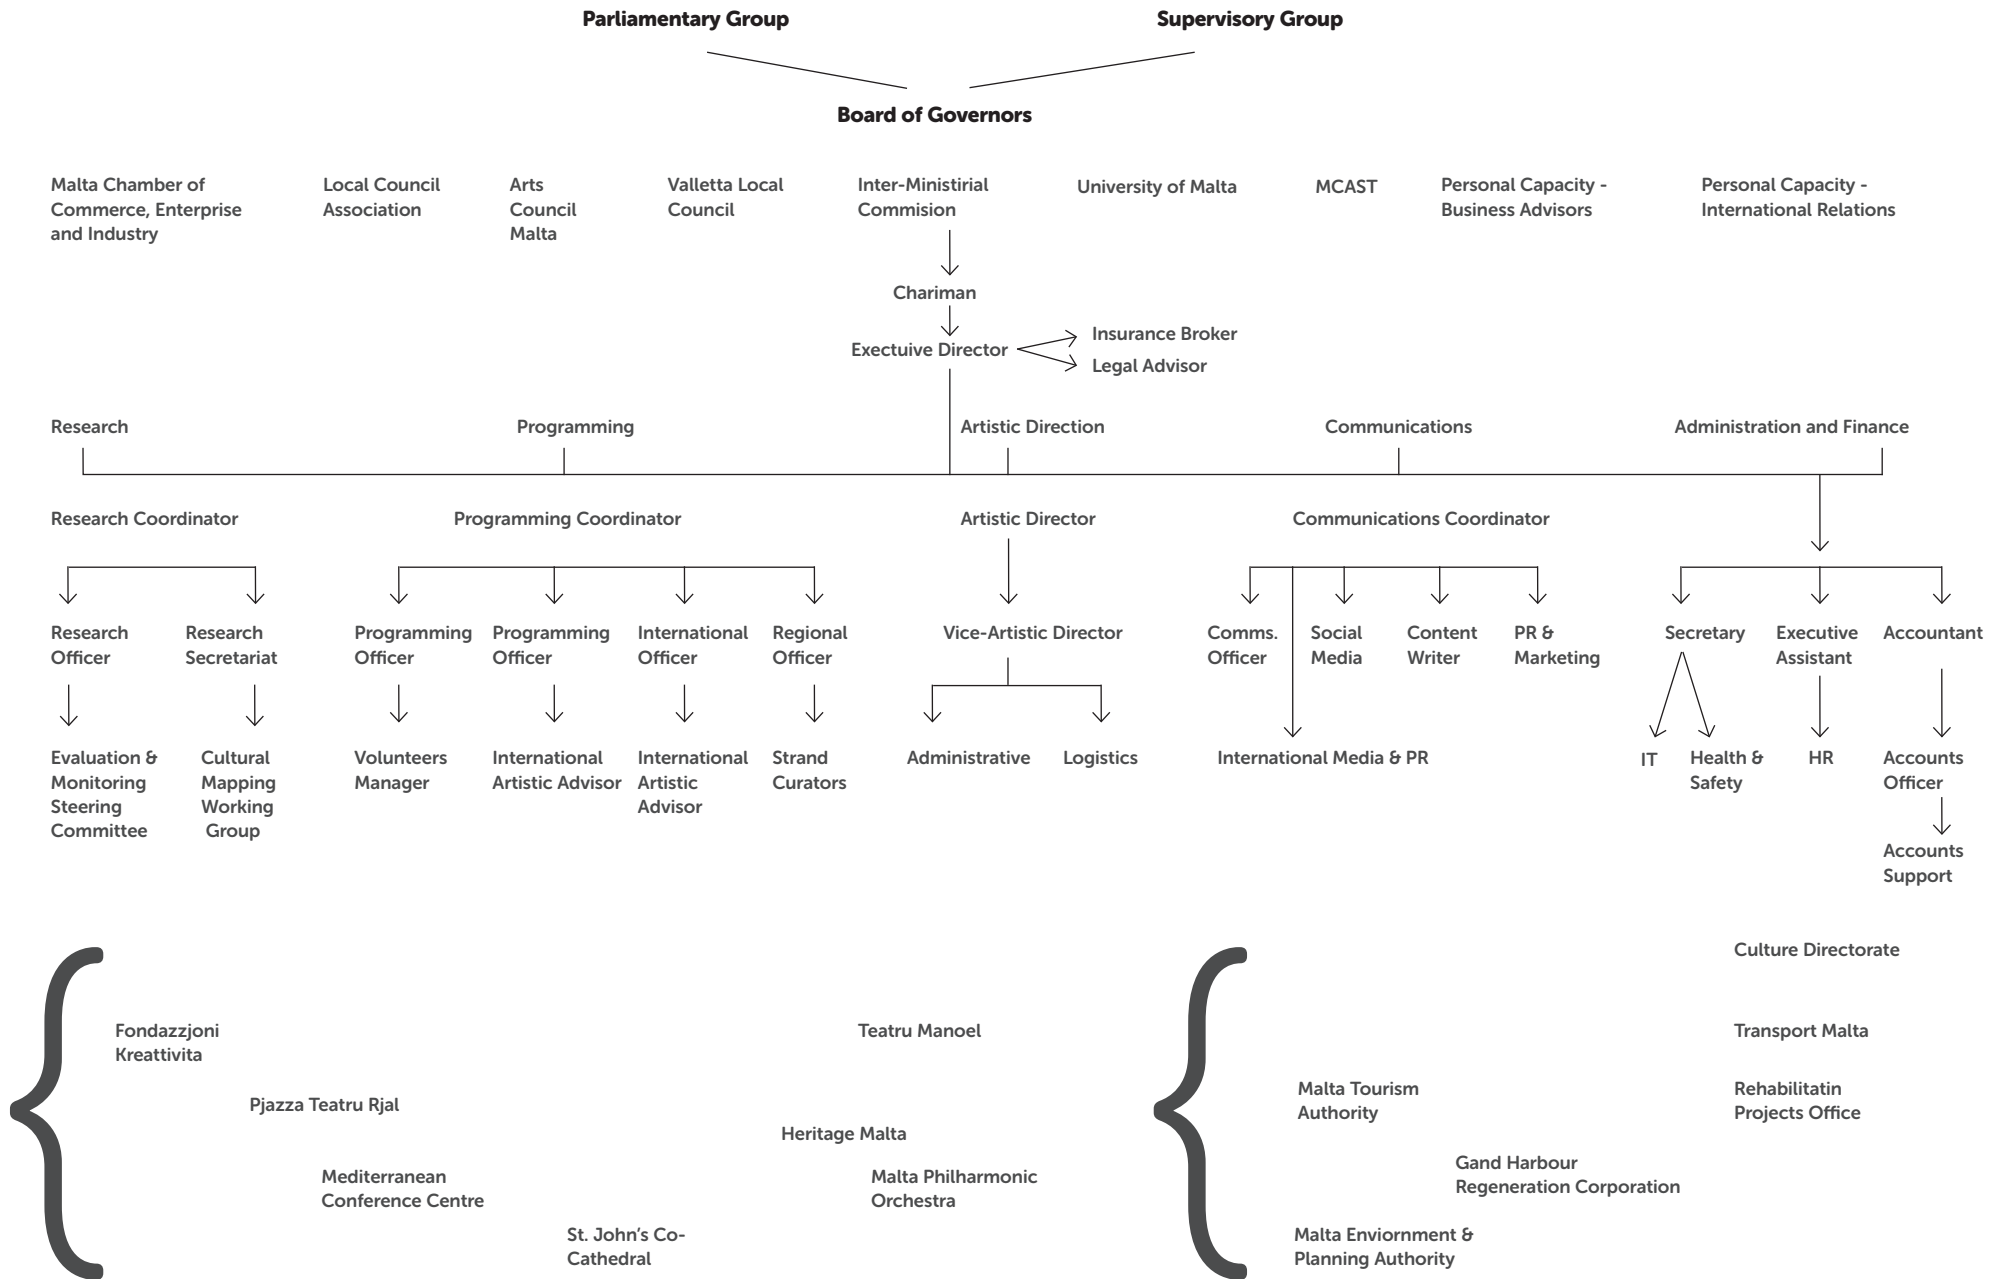 Parliamentary Group
Supervisory Group
Board of Governors
Malta Chamber of
Commerce, Enterprise
and Industry
Local Council
Association
Arts
Council
Malta
Valletta Local
Council
Inter-Ministirial
Commision
University of Malta
MCAST
Personal Capacity -
Business Advisors
Personal Capacity -
International Relations
Chariman
Exectuive Director
Insurance Broker
Legal Advisor
Research
Programming
Artistic Direction
Communications
Administration and Finance
Research Coordinator
Programming Coordinator
Artistic Director
Communications Coordinator
Research
Officer
Research
Secretariat
Programming
Officer
Programming
Officer
International
Officer
Regional
Officer
Vice-Artistic Director
Comms.
Officer
Social
Media
Content
Writer
PR &
Marketing
Secretary
Executive
Assistant
Accountant
Evaluation &
Monitoring
Steering
Committee
Cultural
Mapping
Working
Group
Volunteers
Manager
International
Artistic Advisor
International
Artistic
Advisor
Strand
Curators
Administrative
Logistics
International Media & PR
IT
Health &
Safety
HR
Accounts
Officer
Accounts
Support
Fondazzjoni
Kreattivita
Pjazza Teatru Rjal
Mediterranean
Conference Centre
St. John's Co-
Cathedral
Teatru Manoel
Heritage Malta
Malta Philharmonic
Orchestra
Culture Directorate
Transport Malta
Malta Tourism
Authority
Rehabilitatin
Projects Office
Gand Harbour
Regeneration Corporation
Malta Enviornment &
Planning Authority